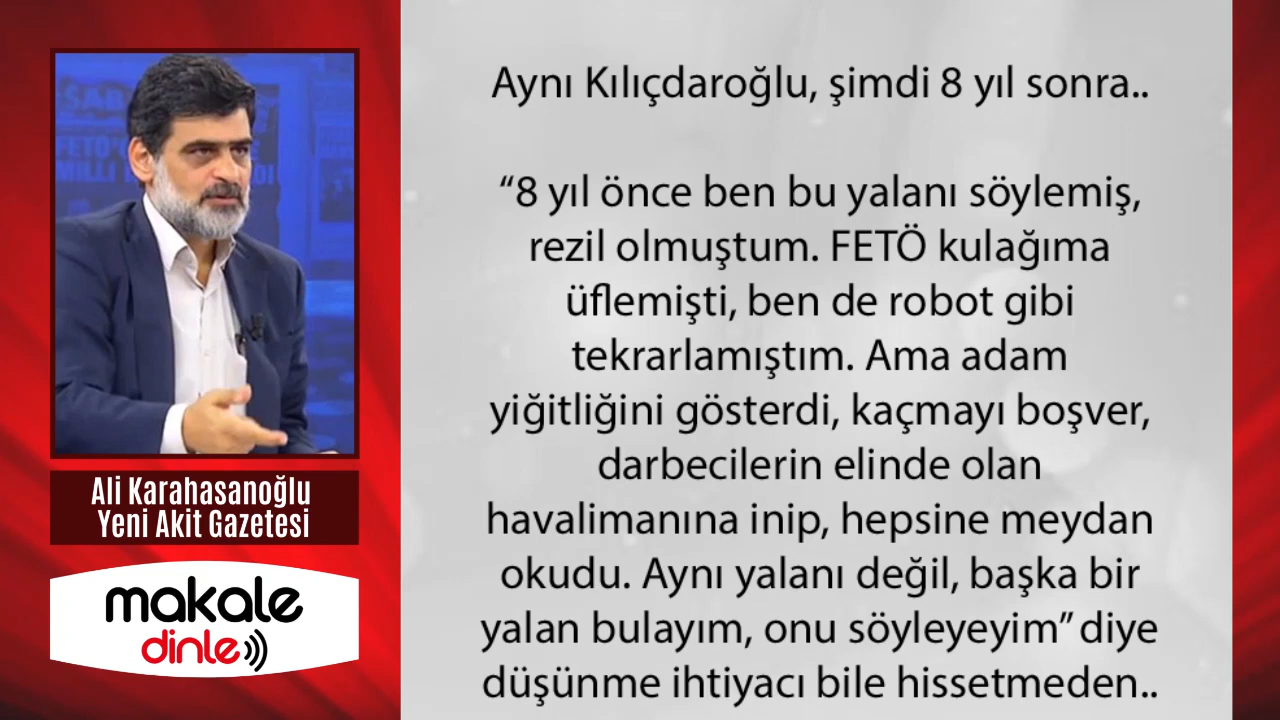 Aynı Kılıçdaroğlu, şimdi 8 yıl sonra..
“8 yıl önce ben bu yalanı söylemiş,
rezil olmuştum. FETÖ kulağıma
üflemişti, ben de robot gibi
tekrarlamıştım. Ama adam
yiğitliğini gösterdi, kaçmayı boşver,
darbecilerin elinde olan
havalimanına inip, hepsine meydan
okudu. Aynı yalanı değil, başka bir
yalan bulayım, onu söyleyeyim” diye
düşünme ihtiyacı bile hissetmeden..
Ali Karahasanoğlu
Yeni Akit Gazetesi
makale
dinle